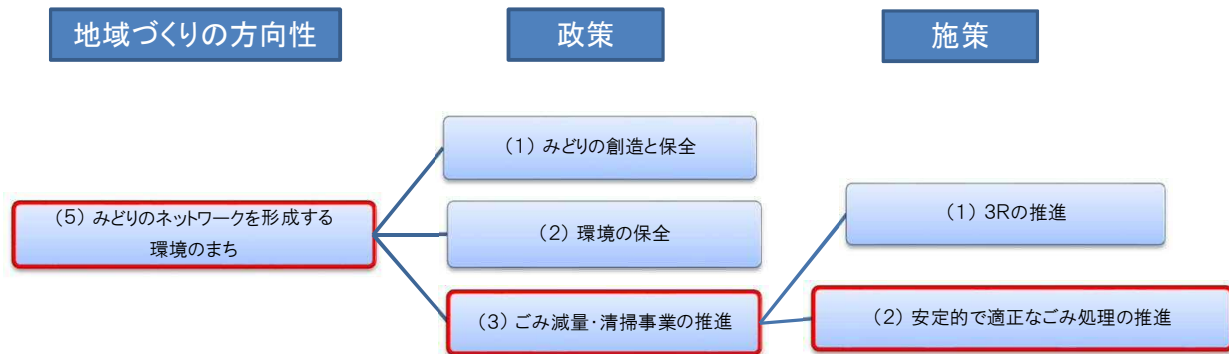 地域づくりの方向性
政策
施策
(1) みどりの創造と保全
(5) みどりのネットワークを形成する
環境のまち
(2) 環境の保全
(3) ごみ減量・清掃事業の推進
(1) 3Rの推進
(2) 安定的で適正なごみ処理の推進